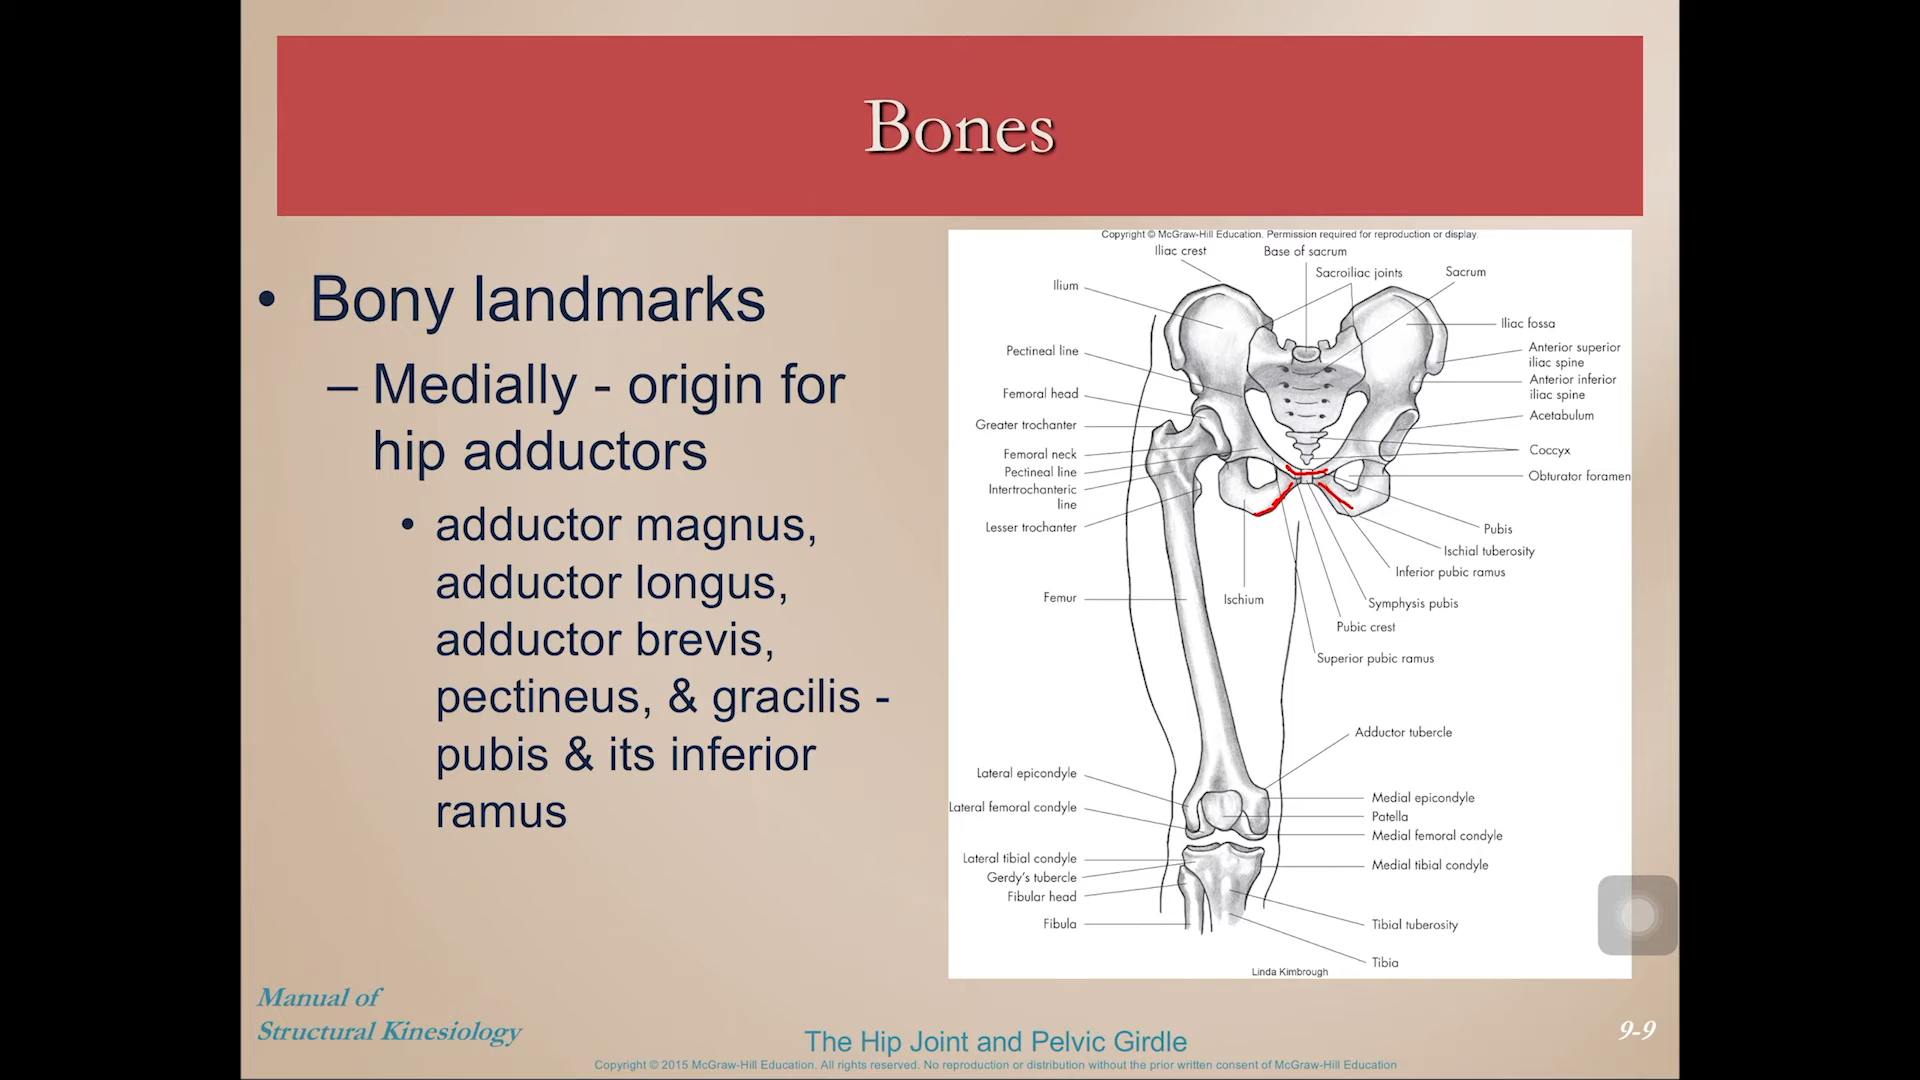 Bones
• Bony landmarks
– Medially - origin for
hip adductors
• adductor magnus,
adductor longus,
adductor brevis,
pectineus, & gracilis -
pubis & its inferior
ramus
Copyright © McGraw-Hill Education. Permission required for reproduction or display.
Iliac crest
Base of sacrum
Sacroiliac joints
Sacrum
Ilium
Pectineal line
Femoral head
Greater trochanter
Femoral neck
Pectineal line
Intertrochanteric
line
Lesser trochanter
Femur
Ischium
Iliac fossa
Anterior superior
iliac spine
Anterior inferior
iliac spine
Acetabulum
Coccyx
Obturator foramen
Pubis
Ischial tuberosity
Inferior pubic ramus
Symphysis pubis
Pubic crest
Superior pubic ramus
Adductor tubercle
Lateral epicondyle
Lateral femoral condyle
Lateral tibial condyle
Gerdy's tubercle
Fibular head
Fibula
Medial epicondyle
Patella
Medial femoral condyle
Medial tibial condyle
Tibial tuberosity
Tibia
Linda Kimbrough
Manual of
Structural Kinesiology
The Hip Joint and Pelvic Girdle
9-9
Copyright © 2015 McGraw-Hill Education. All rights reserved. No reproduction or distribution without the prior written consent of McGraw-Hill Education